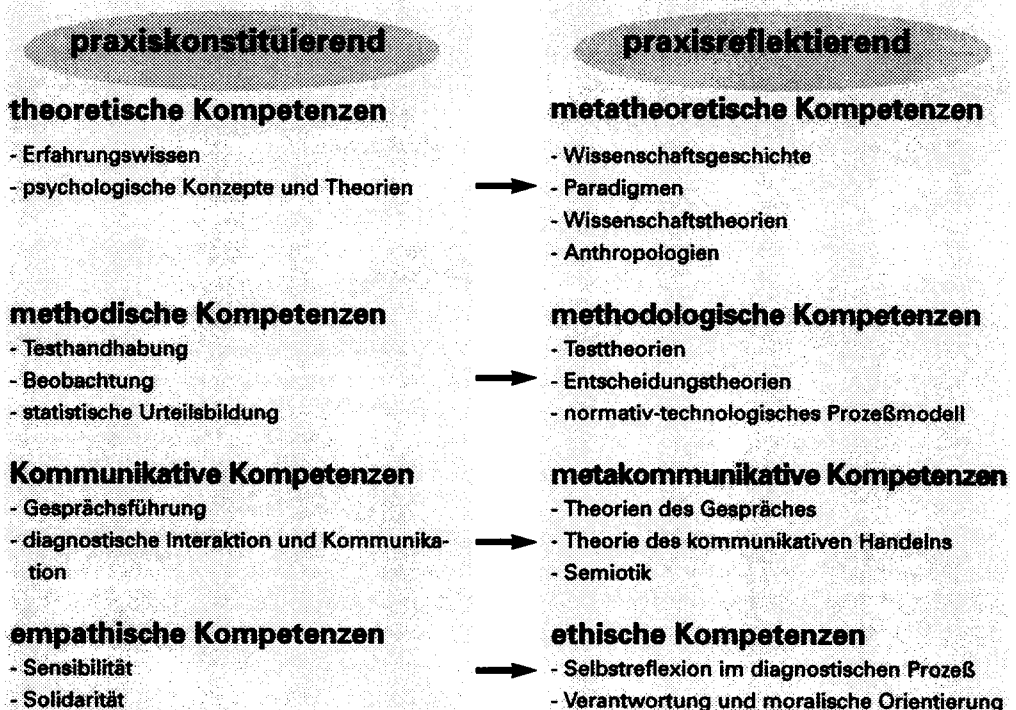 praxiskonstituierend
theoretische Kompetenzen
- Erfahrungswissen
- psychologische Konzepte und Theorien
methodische Kompetenzen
- Testhandhabung
- Beobachtung
- statistische Urteilsbildung
Kommunikative Kompetenzen
- Gesprächsführung
- diagnostische Interaktion und Kommunika-
tion
empathische Kompetenzen
- Sensibilität
- Solidarität
praxisreflektierend
metatheoretische Kompetenzen
- Wissenschaftsgeschichte
- Paradigmen
- Wissenschaftstheorien
- Anthropologien
methodologische Kompetenzen
- Testtheorien
- Entscheidungstheorien
- normativ-technologisches Prozeßmodell
metakommunikative Kompetenzen
- Theorien des Gespräches
- Theorie des kommunikativen Handelns
- Semiotik
ethische Kompetenzen
- Selbstreflexion im diagnostischen Prozeß
- Verantwortung und moralische Orientierung